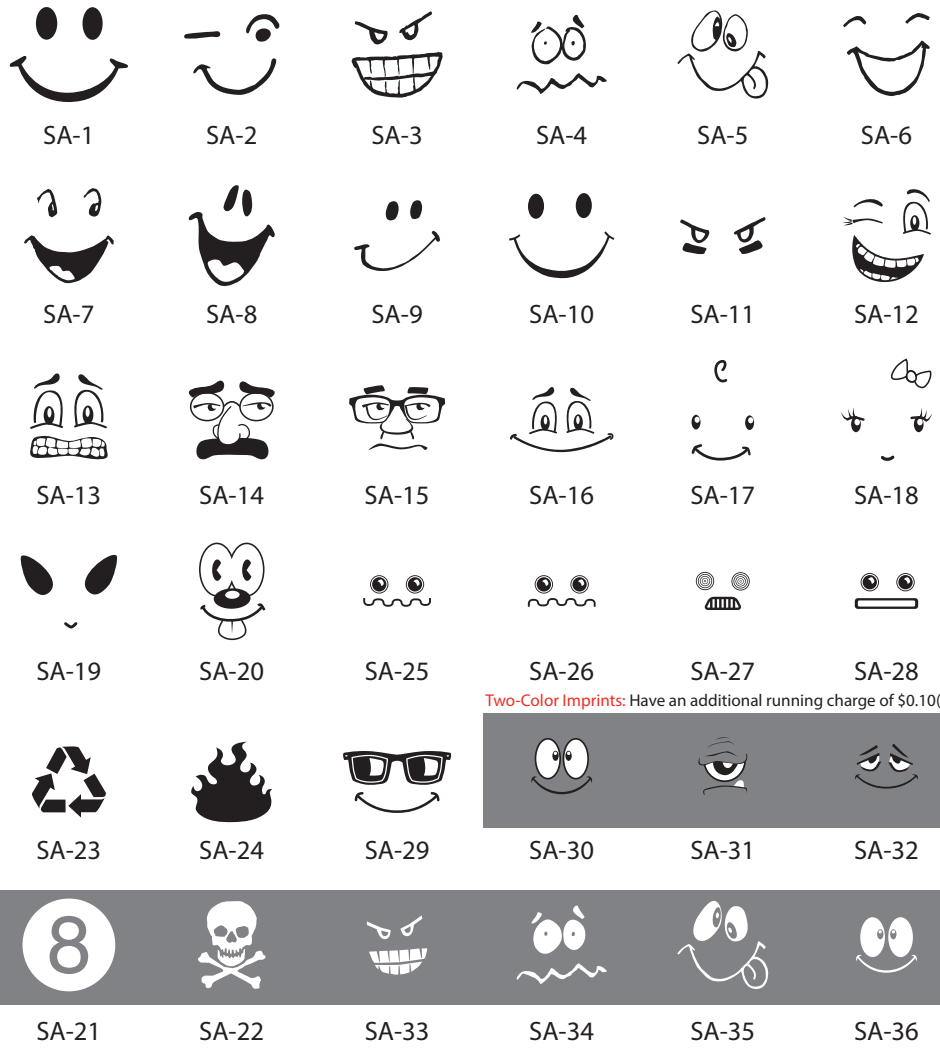 SA-1 SA-2 SA-3 SA-4 SA-5 SA-6
SA-7 SA-8 SA-9 SA-10 SA-11 SA-12
SA-13 SA-14 SA-15 SA-16 SA-17 SA-18
SA-19 SA-20 SA-25 SA-26 SA-27 SA-28
Two-Color Imprints: Have an additional running charge of $0.10(
SA-23 SA-24 SA-29 SA-30 SA-31 SA-32
8
SA-21 SA-22 SA-33 SA-34 SA-35 SA-36